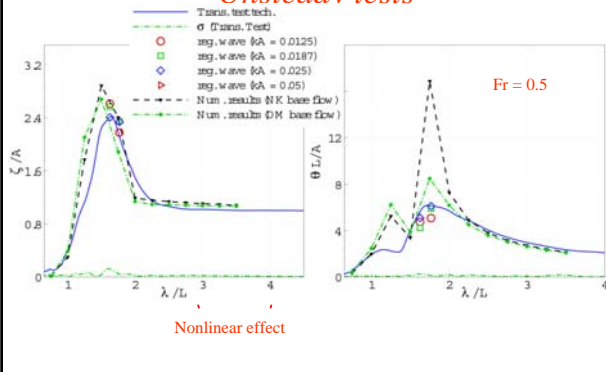 Unsteady tests
Trans. test tech.
σ (Trans. Test)
reg. wave (kA = 0.0125)
reg. wave (kA = 0.0187)
reg. wave (kA = 0.025)
reg. wave (kA = 0.05)
Num. results (NK base flow)
Num. results (DM base flow)
Fr = 0.5
ζ/A
3.2
2.4
1.6
0.8
0
1 2 3 4
λ/L
θ L/A
12
8
4
0
1 2 3 4
λ/L
Nonlinear effect